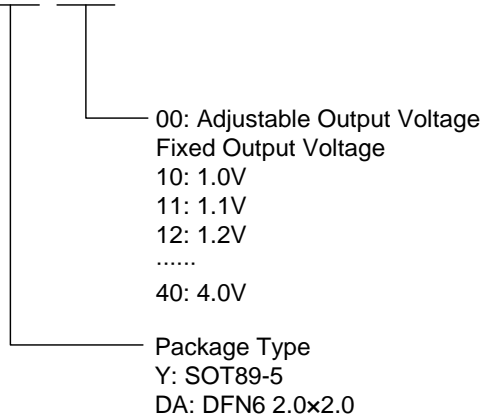 00: Adjustable Output Voltage
Fixed Output Voltage
10: 1.0V
11: 1.1V
12: 1.2V
......
40: 4.0V
Package Type
Y: SOT89-5
DA: DFN6 2.0×2.0